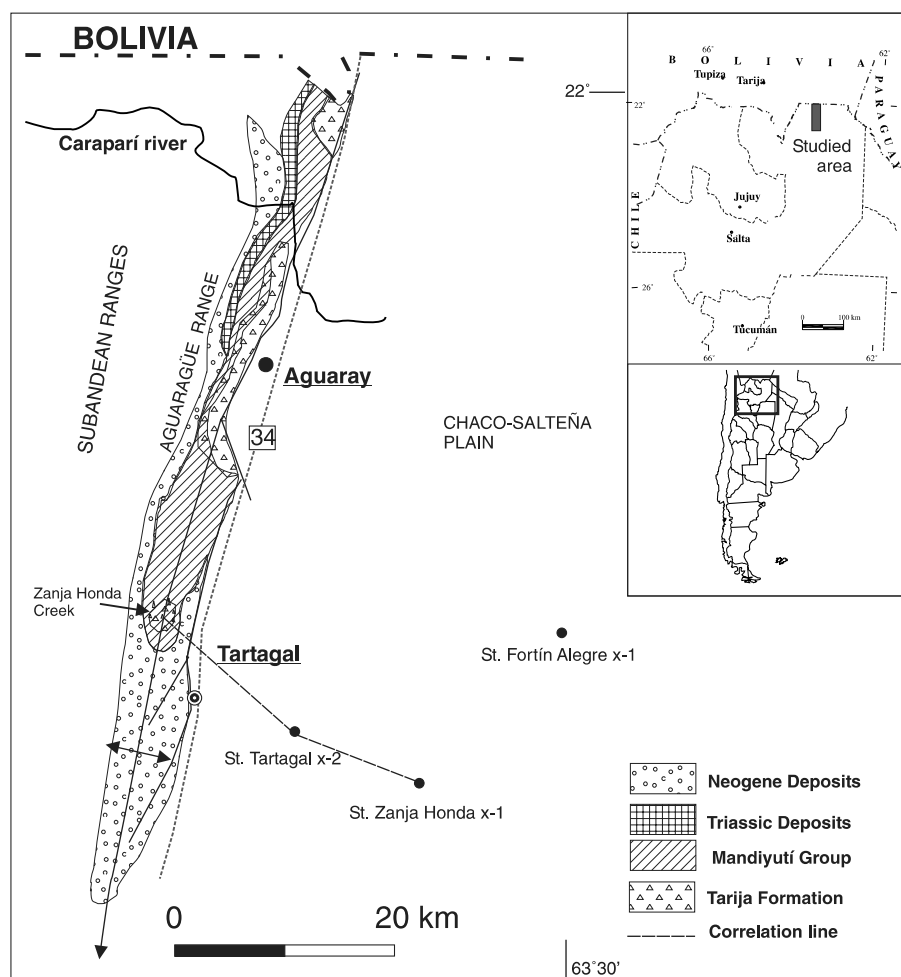 BOLIVIA
Caraparí river
SUBANDEAN RANGES
AGUARAGÜE RANGE
Aguaray
34
CHACO-SALTEÑA
PLAIN
Zanja Honda
Creek
Tartagal
St. Fortín Alegre x-1
St. Tartagal x-2
St. Zanja Honda x-1
0
20 km
22°
63°30'
66°
62°
B O L I V I A
Tupiza
Tarija
PARAGUAY
22°
Studied
area
Jujuy
Salta
CHILE
26°
Tucumán
0
100 km
66°
62°
Neogene Deposits
Triassic Deposits
Mandiyutí Group
Tarija Formation
Correlation line